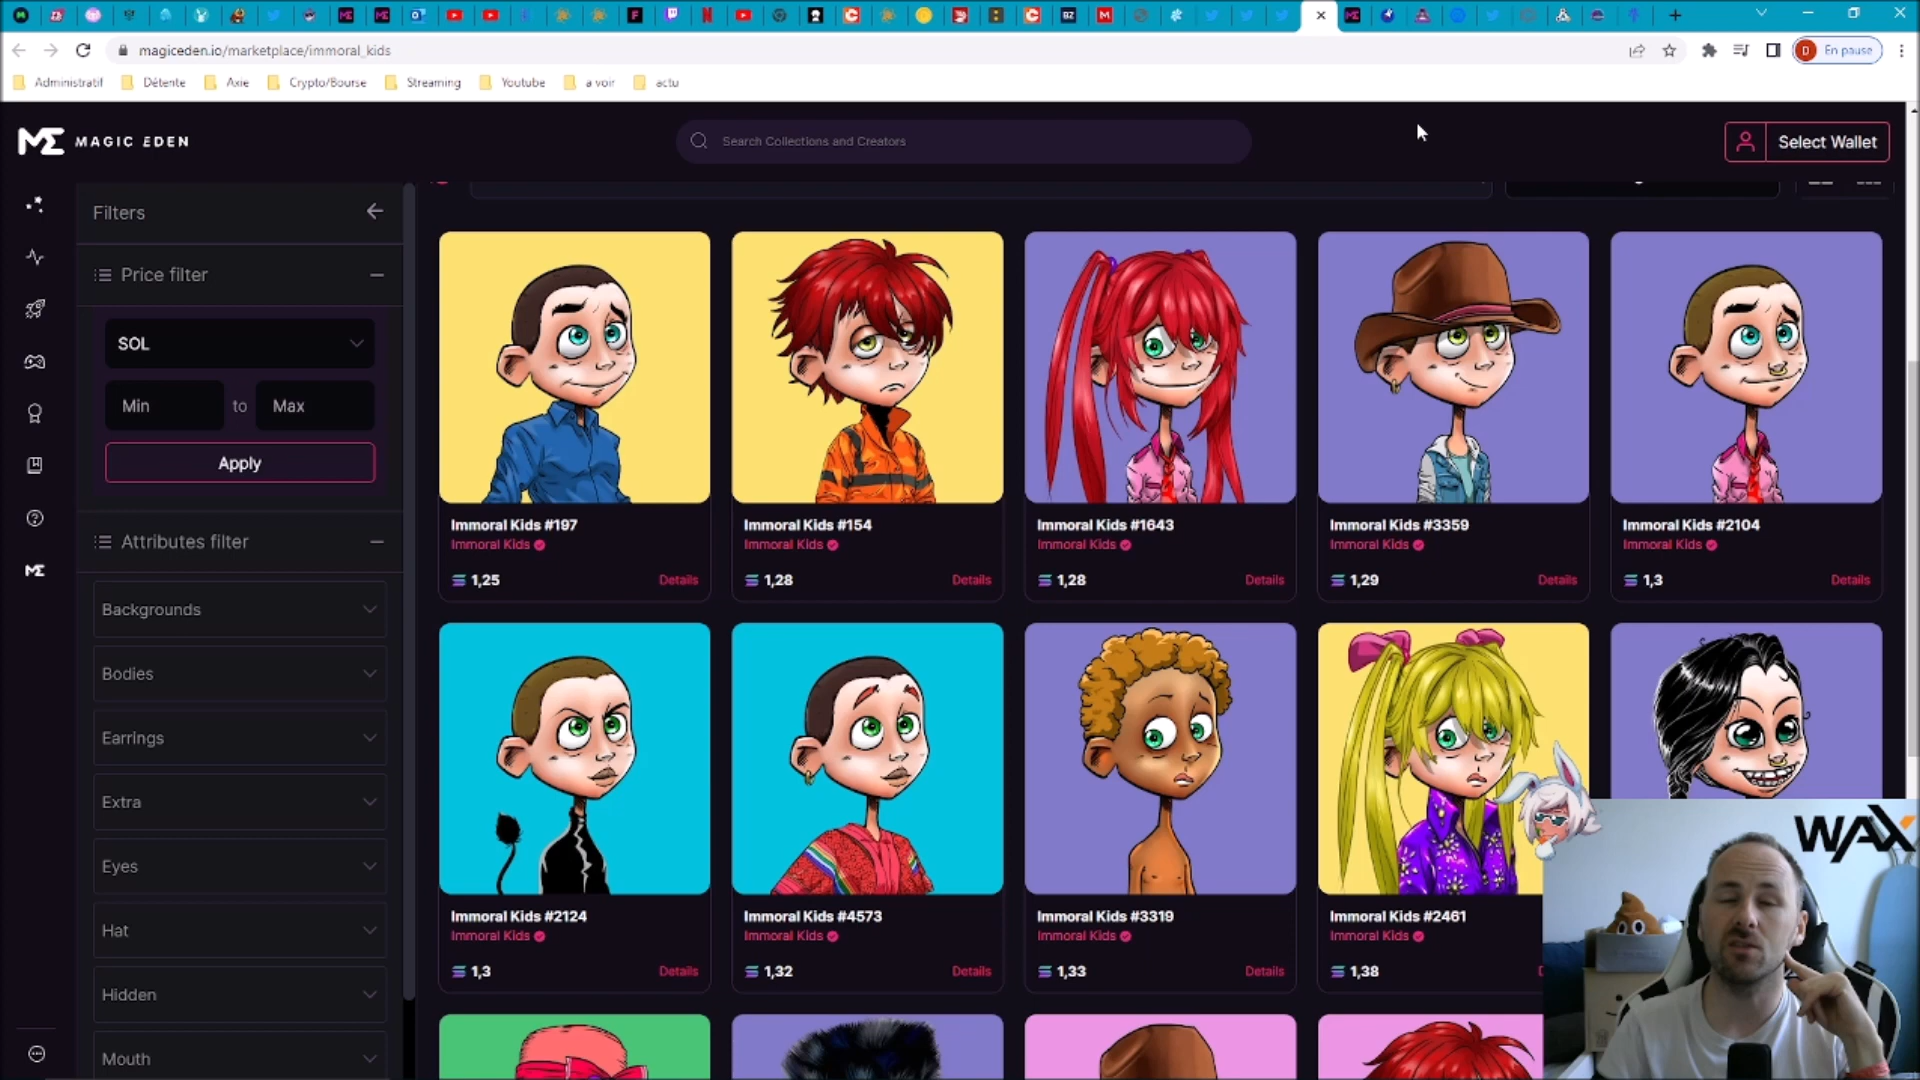 magiceden.io/marketplace/immoral_kids
D En pause
Administratif Détente Axie Crypto/Bourse Streaming Youtube a voir actu
MAGIC EDEN
Search Collections and Creators
Select Wallet
Filters
Price filter
SOL
Min to Max
Apply
Attributes filter
Backgrounds
Bodies
Earrings
Extra
Eyes
Hat
Hidden
Mouth
Immoral Kids #197
Immoral Kids
1,25 Details
Immoral Kids #154
Immoral Kids
1,28 Details
Immoral Kids #1643
Immoral Kids
1,28 Details
Immoral Kids #3359
Immoral Kids
1,29 Details
Immoral Kids #2104
Immoral Kids
1,3 Details
Immoral Kids #2124
Immoral Kids
1,3 Details
Immoral Kids #4573
Immoral Kids
1,32 Details
Immoral Kids #3319
Immoral Kids
1,33 Details
Immoral Kids #2461
Immoral Kids
1,38
WAX